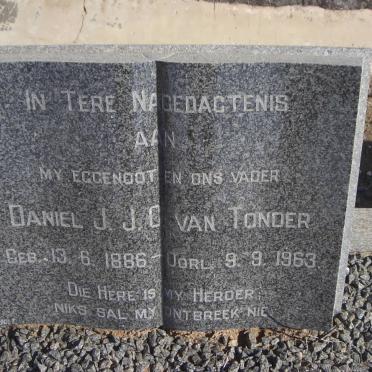 IN TERE NAGEDACTENIS
AAN
MY EGGENOOT EN ONS VADER
DANIEL J. J. C. VAN TONDER
GEB. 13. 6. 1886 – OORL. 9. 9. 1963.
DIE HERE IS MY HERDER
NIKS SAL MY ONTBREEK NIE